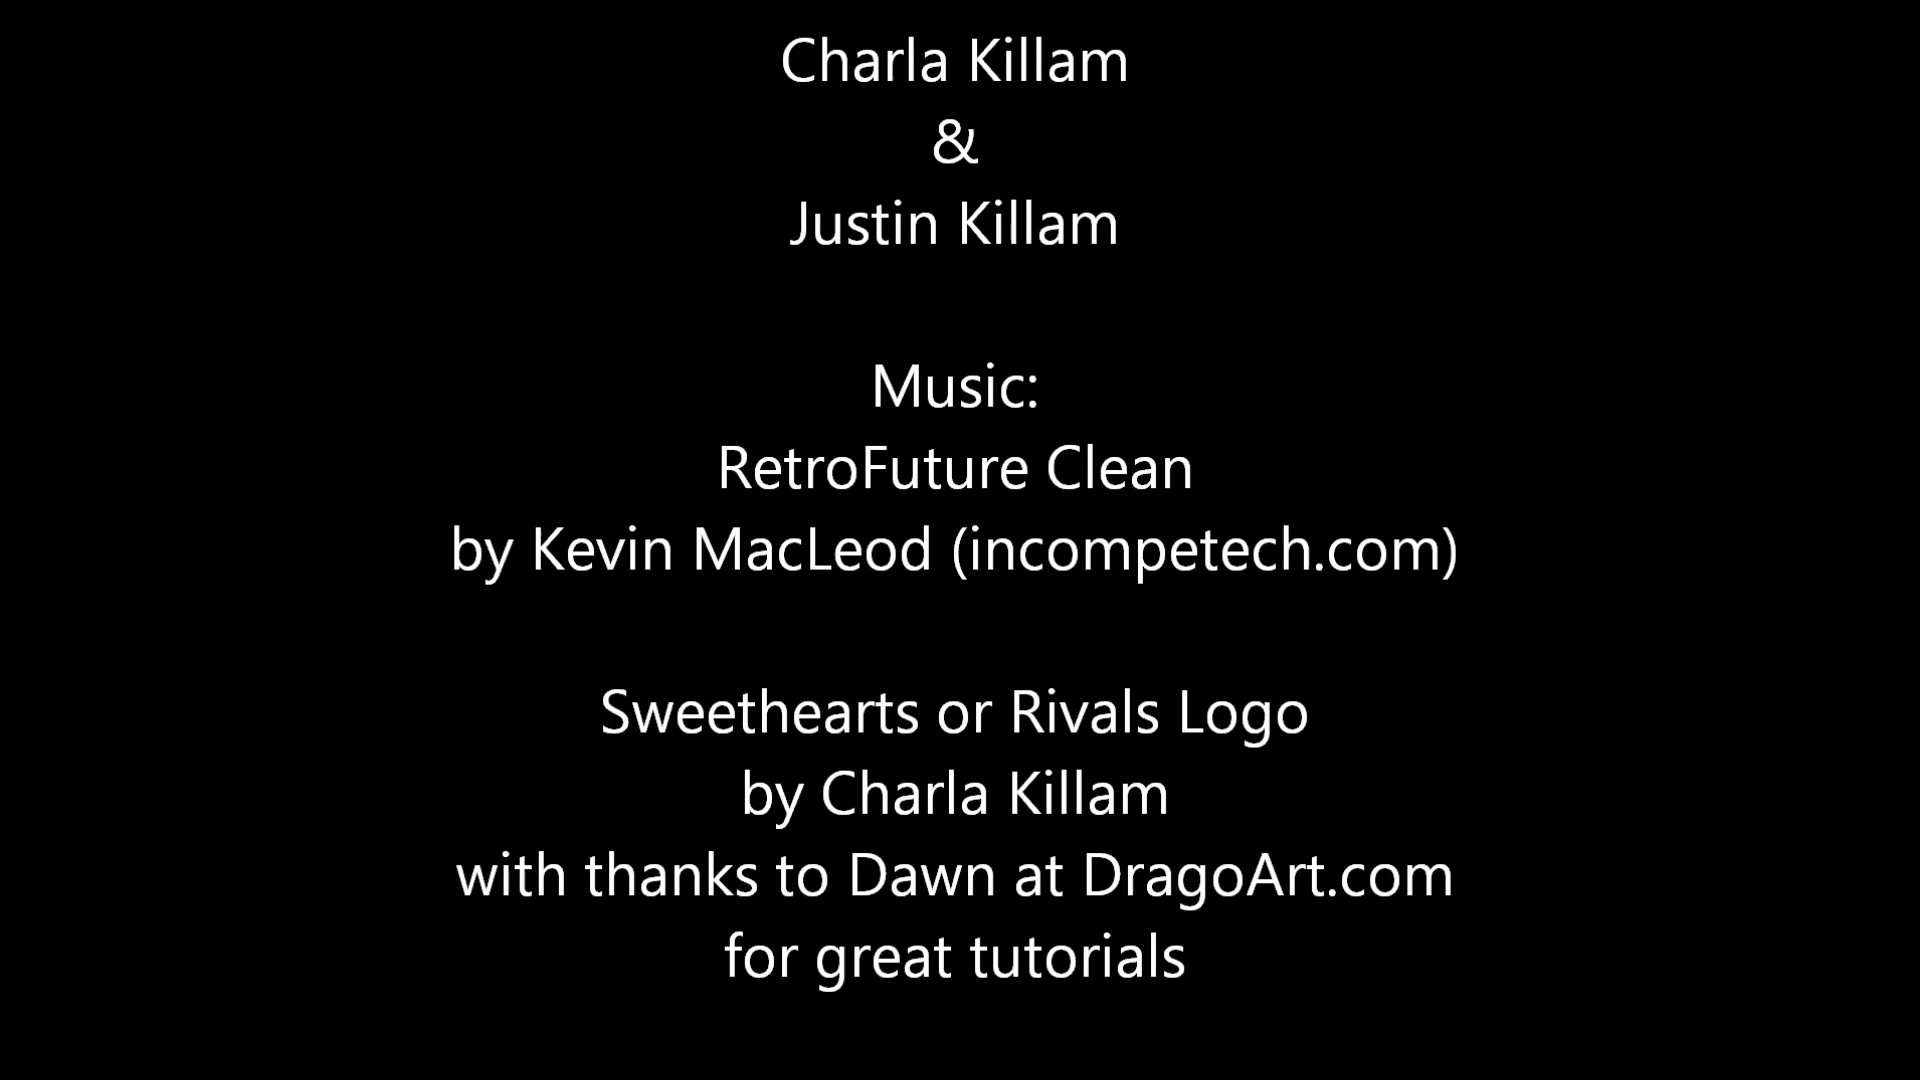 Charla Killam
&
Justin Killam
Music:
RetroFuture Clean
by Kevin MacLeod (incompetech.com)
Sweethearts or Rivals Logo
by Charla Killam
with thanks to Dawn at DragoArt.com
for great tutorials